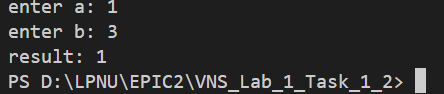 enter a: 1
enter b: 3
result: 1
PS D:\LPNU\EPIC2\VNS_Lab_1_Task_1_2>